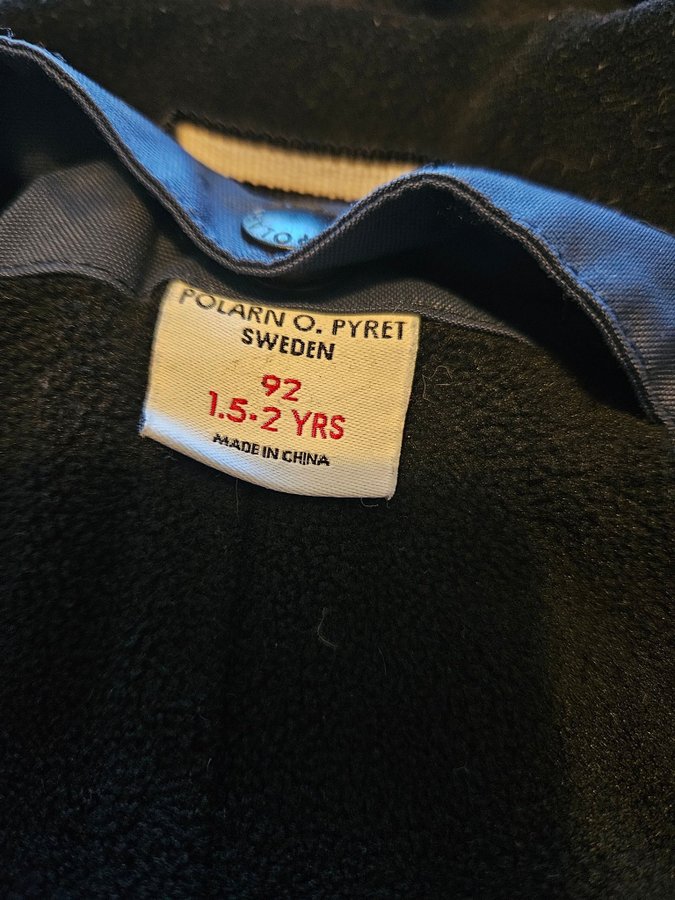 POLARN O. PYRET
SWEDEN
92
1.5-2 YRS
MADE IN CHINA